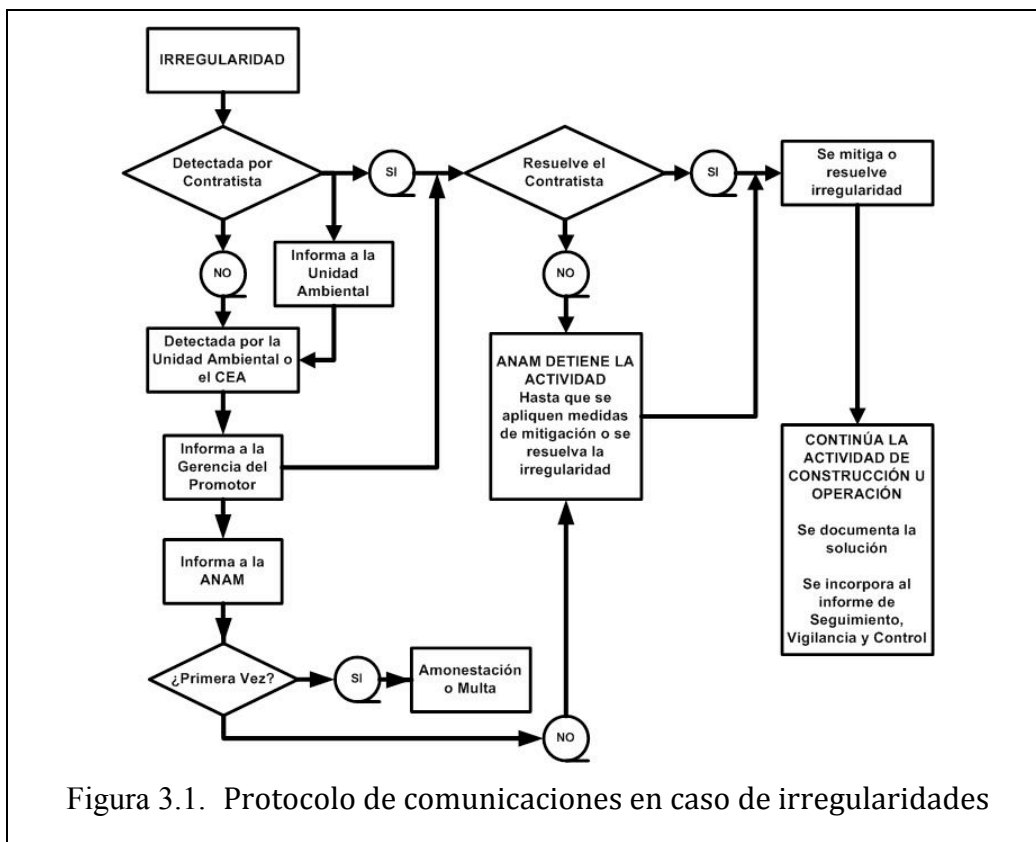 IRREGULARIDAD
Detectada por
Contratista
SI
Resuelve el
Contratista
SI
Se mitiga o
resuelve
irregularidad
NO
Informa a la
Unidad
Ambiental
NO
Detectada por la
Unidad Ambiental o
el CEA
ANAM DETIENE LA
ACTIVIDAD
Hasta que se
apliquen medidas
de mitigación o se
resuelva la
irregularidad
Informa a la
Gerencia del
Promotor
CONTINÚA LA
ACTIVIDAD DE
CONSTRUCCIÓN U
OPERACIÓN
Se documenta la
solución
Se incorpora al
informe de
Seguimiento,
Vigilancia y Control
Informa a la
ANAM
¿Primera Vez?
SI
Amonestación
o Multa
NO
Figura 3.1. Protocolo de comunicaciones en caso de irregularidades